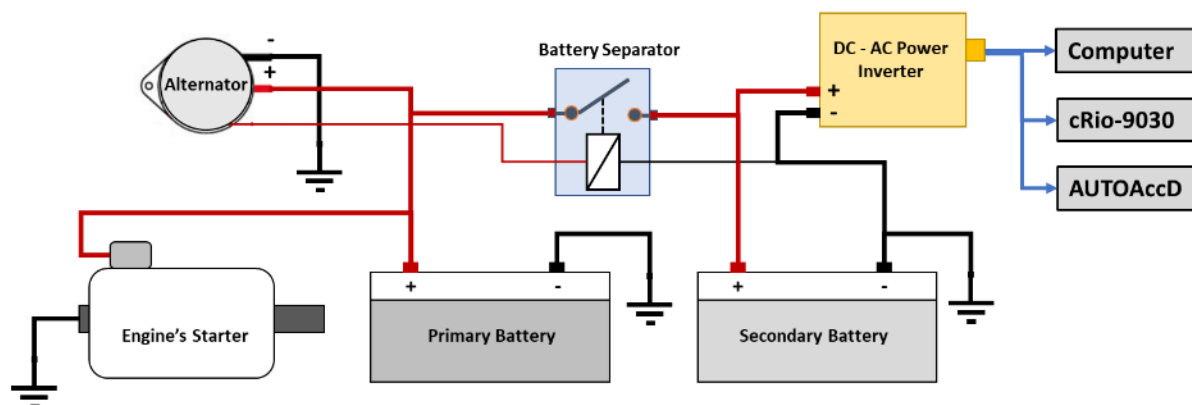 Alternator
-
+
Battery Separator
DC - AC Power
Inverter
+
-
Computer
cRio-9030
AUTOAccD
Engine's Starter
+
-
Primary Battery
+
-
Secondary Battery